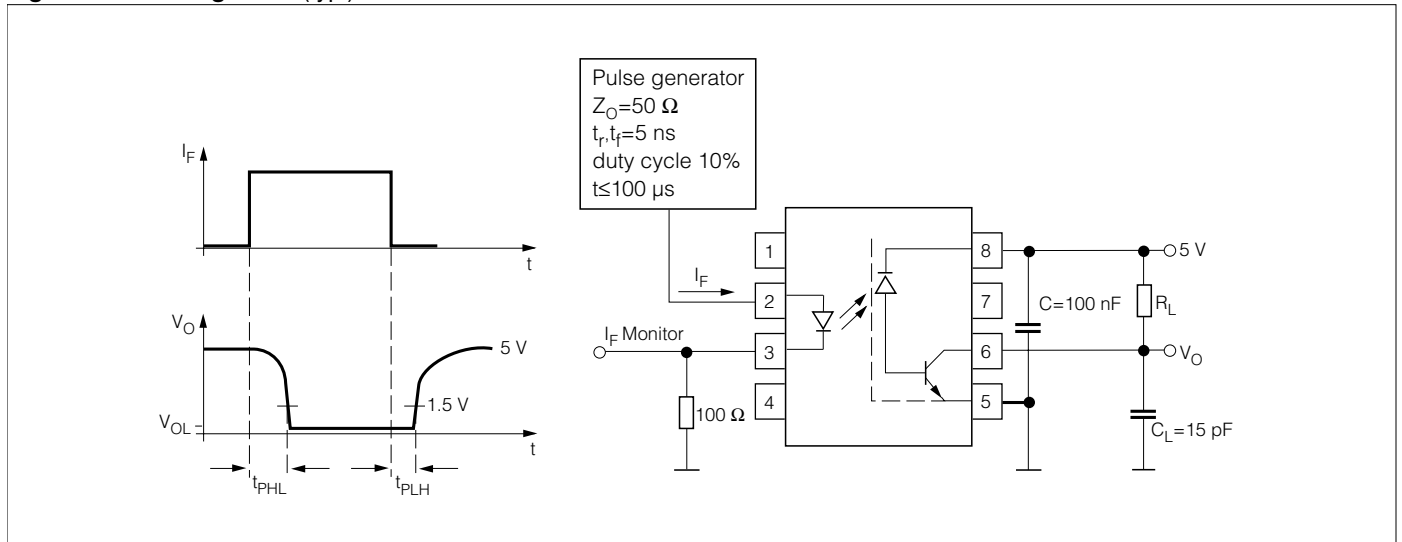 Pulse generator
Z_O=50 Ω
t_r,t_f=5 ns
duty cycle 10%
t≤100 μs
I_F
t
V_O
5 V
1.5 V
V_OL
t
t_PHL
t_PLH
I_F
I_F Monitor
100 Ω
1
2
3
4
8
7
6
5
C=100 nF
5 V
R_L
V_O
C_L=15 pF